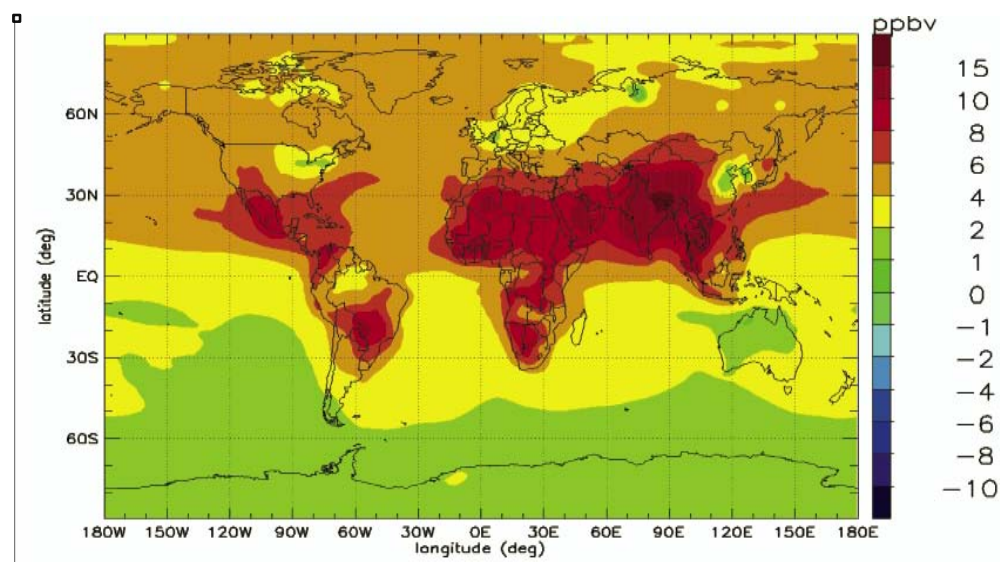 ppbv
15
10
8
6
4
2
1
0
−1
−2
−4
−6
−8
−10
60N
30N
EQ
30S
60S
latitude (deg)
180W 150W 120W 90W 60W 30W 0E 30E 60E 90E 120E 150E 180E
longitude (deg)